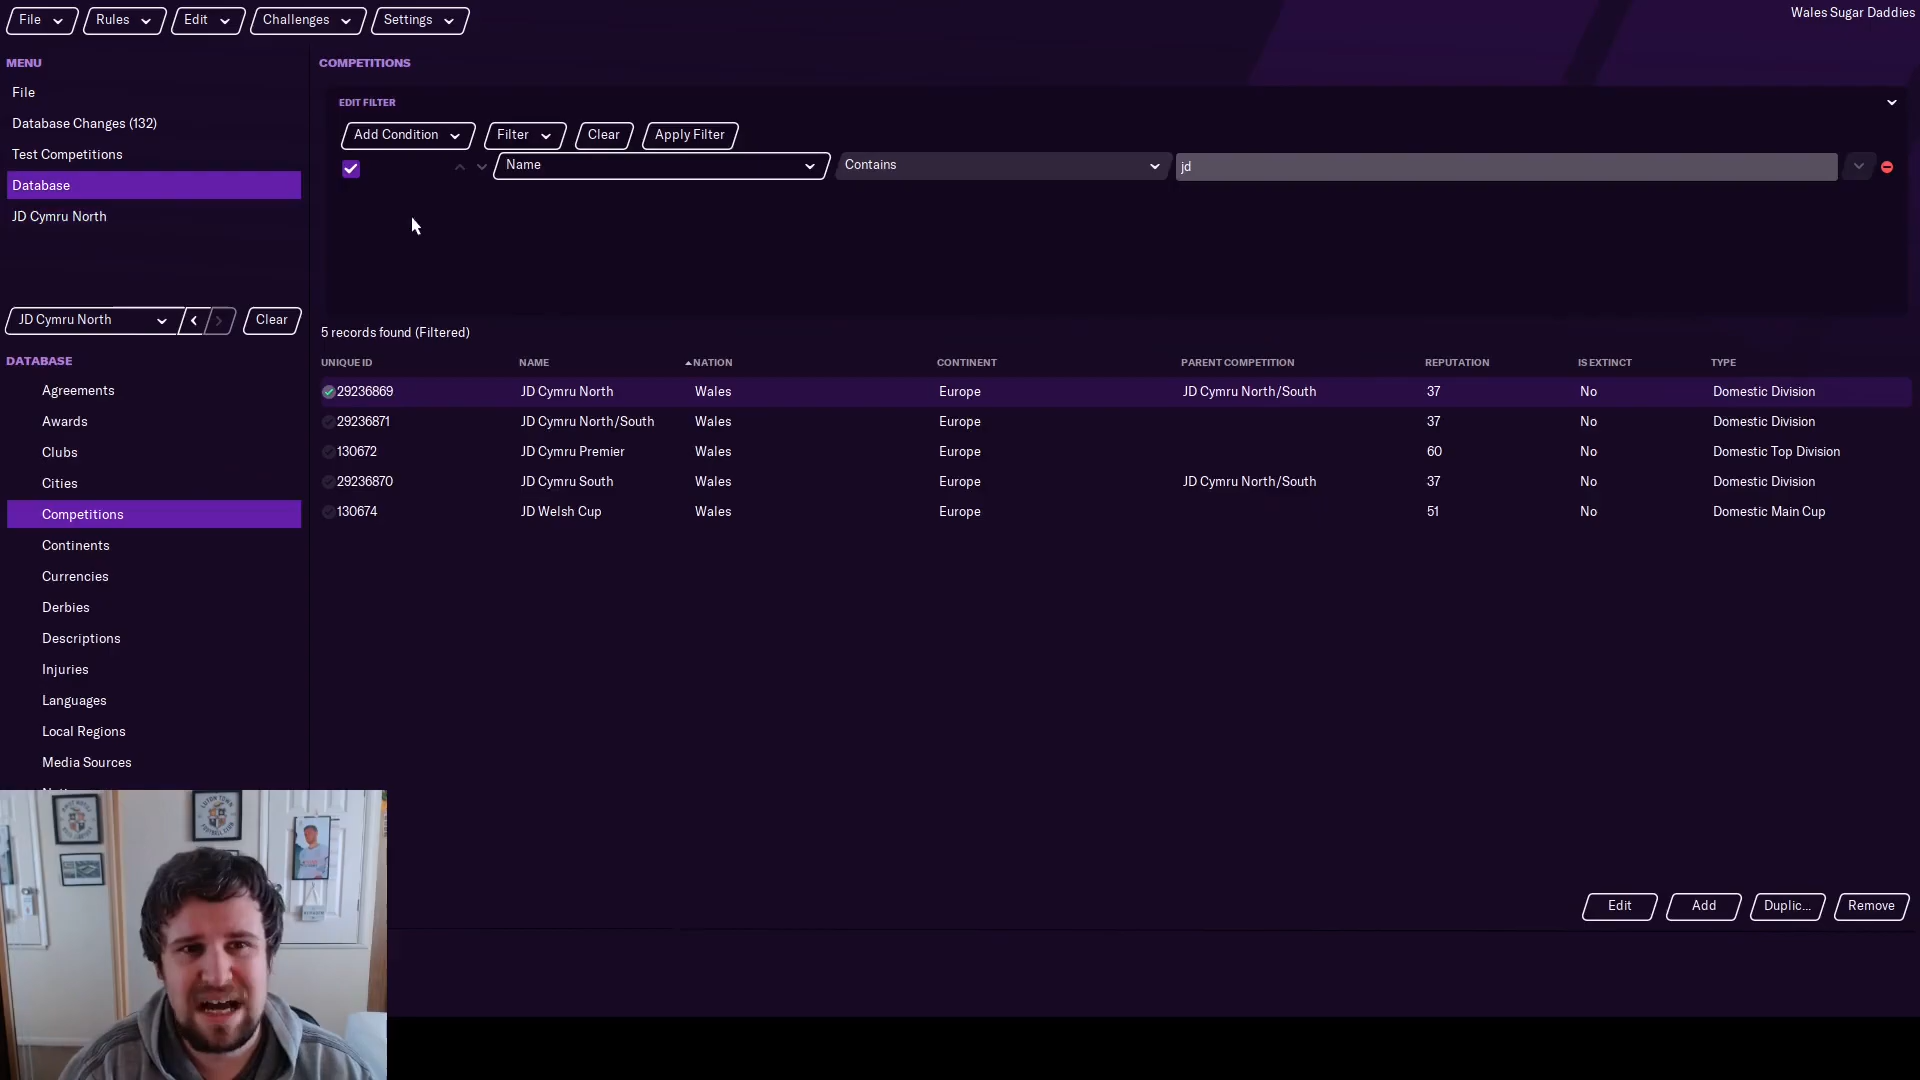 File Rules Edit Challenges Settings
Wales Sugar Daddies
MENU
File
Database Changes (132)
Test Competitions
Database
JD Cymru North
JD Cymru North Clear
DATABASE
Agreements
Awards
Clubs
Cities
Competitions
Continents
Currencies
Derbies
Descriptions
Injuries
Languages
Local Regions
Media Sources
COMPETITIONS
EDIT FILTER
Add Condition Filter Clear Apply Filter
Name Contains jd
5 records found (Filtered)
UNIQUE ID NAME NATION CONTINENT PARENT COMPETITION REPUTATION IS EXTINCT TYPE
29236869 JD Cymru North Wales Europe JD Cymru North/South 37 No Domestic Division
29236871 JD Cymru North/South Wales Europe 37 No Domestic Division
130672 JD Cymru Premier Wales Europe 60 No Domestic Top Division
29236870 JD Cymru South Wales Europe JD Cymru North/South 37 No Domestic Division
130674 JD Welsh Cup Wales Europe 51 No Domestic Main Cup
Edit Add Duplic... Remove
LUTON TOWN